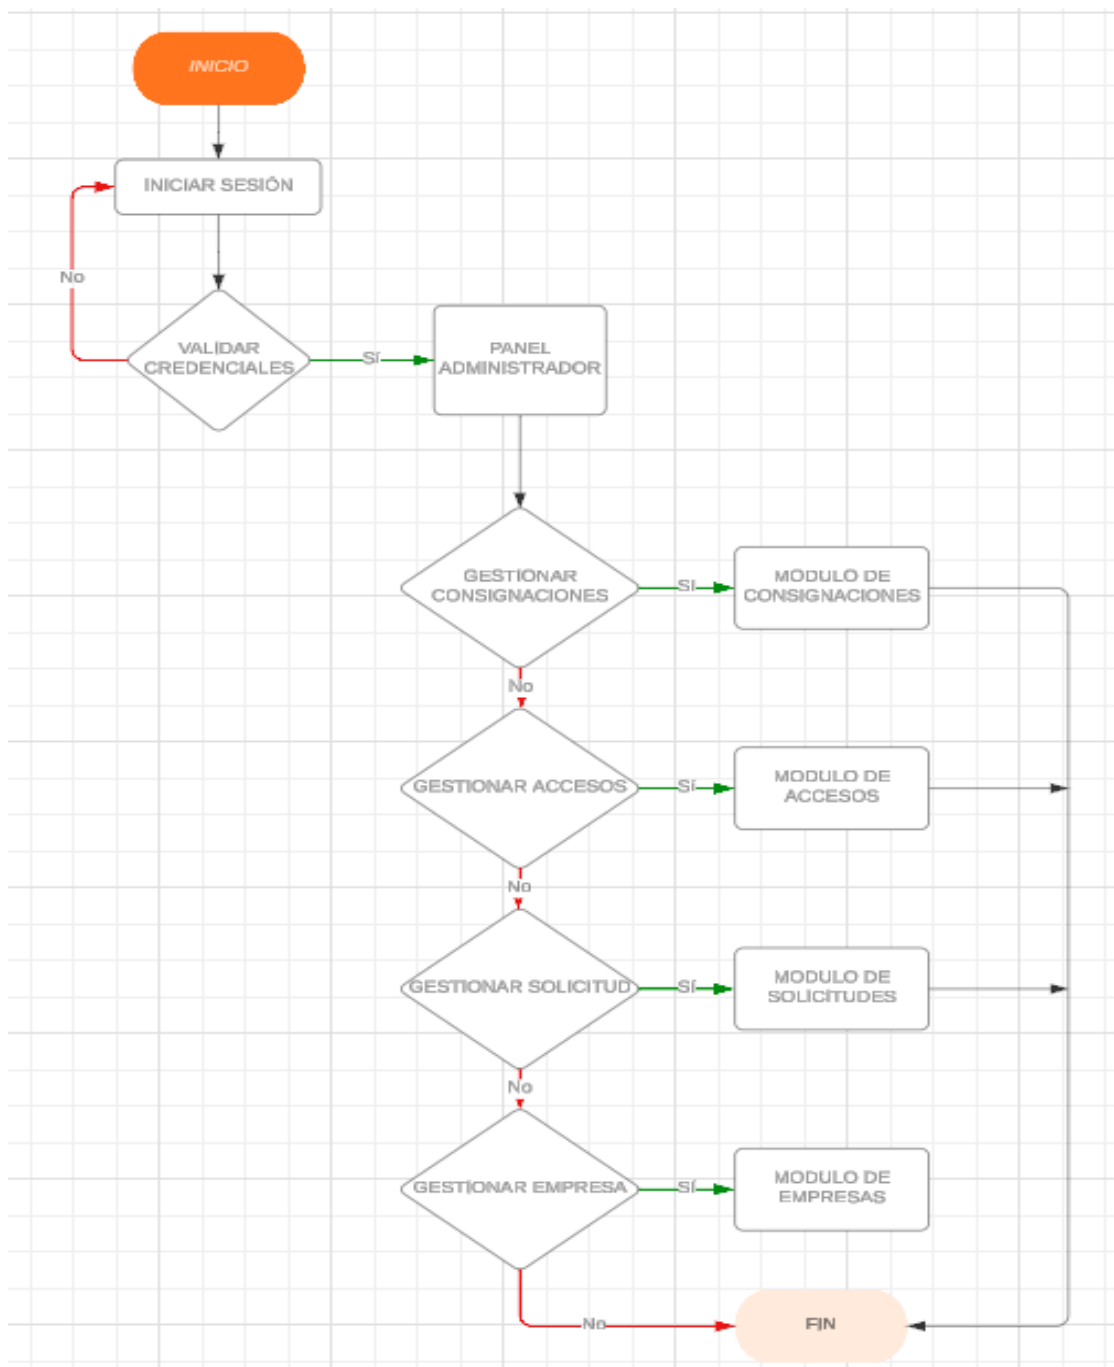 INICIO
INICIAR SESIÓN
No
VALIDAR
CREDENCIALES
Sí
PANEL
ADMINISTRADOR
GESTIONAR
CONSIGNACIONES
Sí
MODULO DE
CONSIGNACIONES
No
GESTIONAR ACCESOS
Sí
MODULO DE
ACCESOS
No
GESTIONAR SOLICITUD
Sí
MODULO DE
SOLICITUDES
No
GESTIONAR EMPRESA
Sí
MODULO DE
EMPRESAS
No
FIN